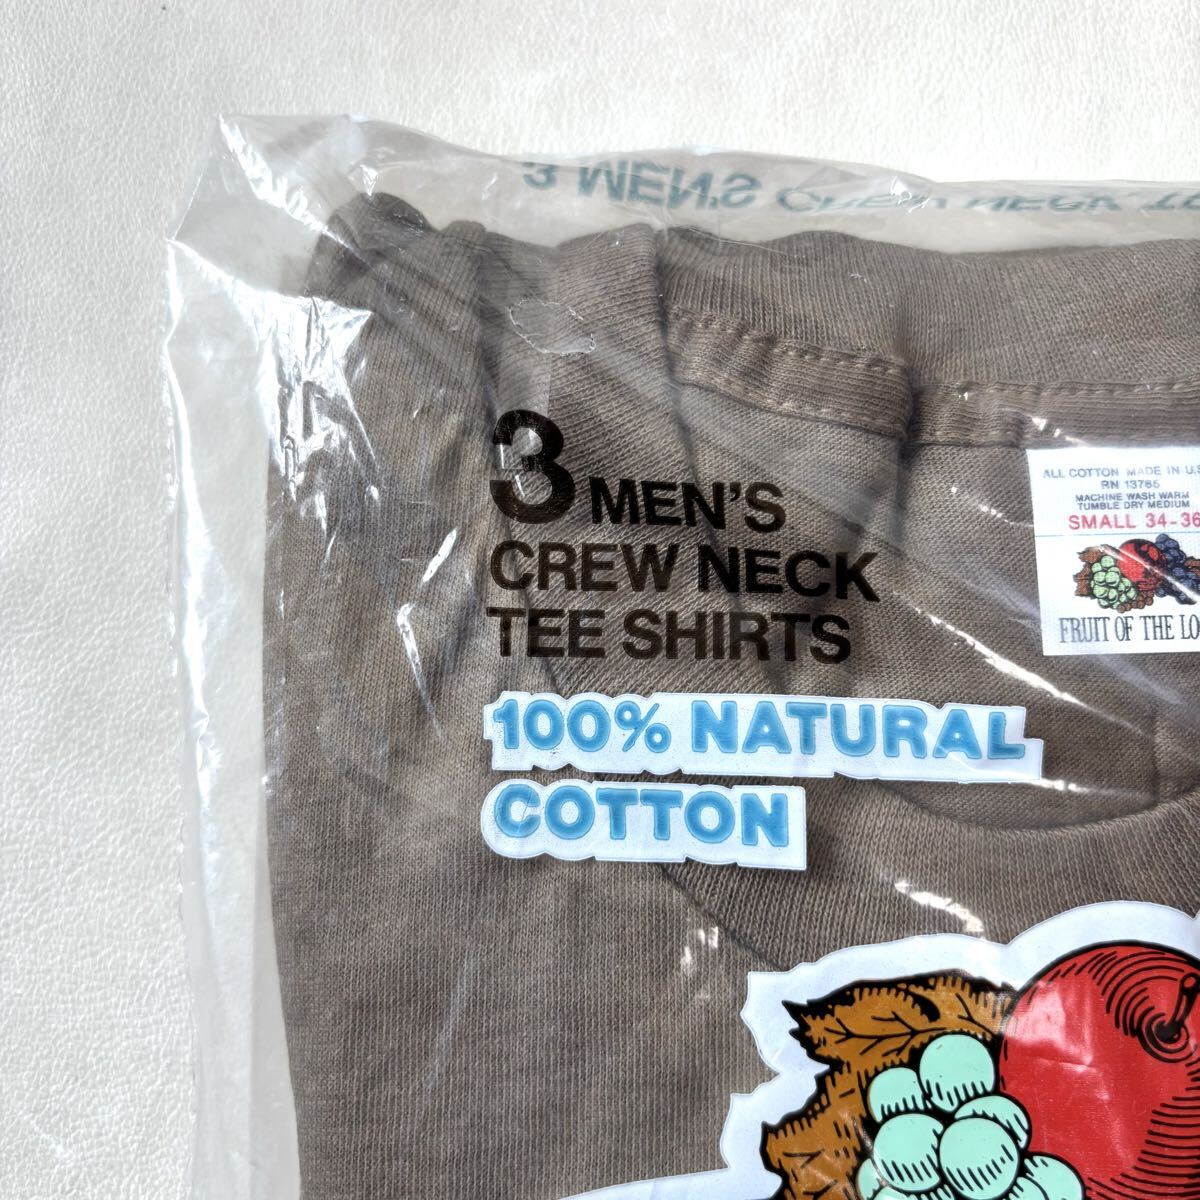 3 MEN'S CREW NECK
3 MEN'S
CREW NECK
TEE SHIRTS
100% NATURAL
COTTON
ALL COTTON MADE IN U.S
RN 13765
MACHINE WASH WARM
TUMBLE DRY MEDIUM
SMALL 34-36
FRUIT OF THE LO